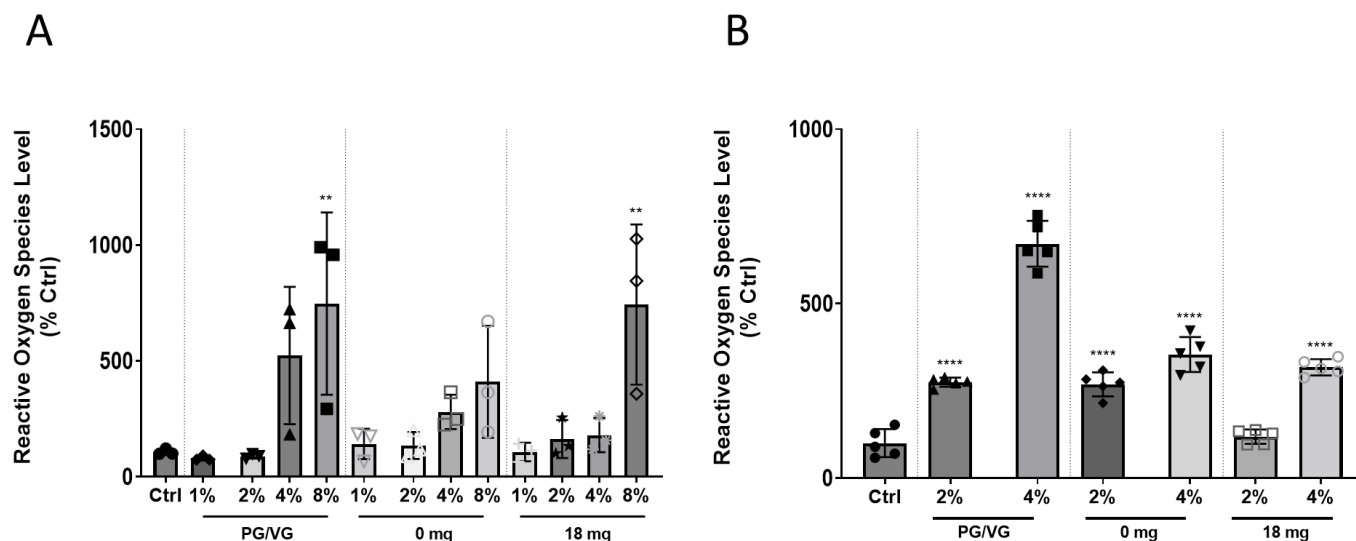 A
Reactive Oxygen Species Level
(% Ctrl)
1500
1000
500
0
**
**
Ctrl 1% 2% 4% 8% 1% 2% 4% 8% 1% 2% 4% 8%
PG/VG 0 mg 18 mg
B
Reactive Oxygen Species Level
(% Ctrl)
1000
500
0
****
****
****
****
****
Ctrl 2% 4% 2% 4% 2% 4%
PG/VG 0 mg 18 mg